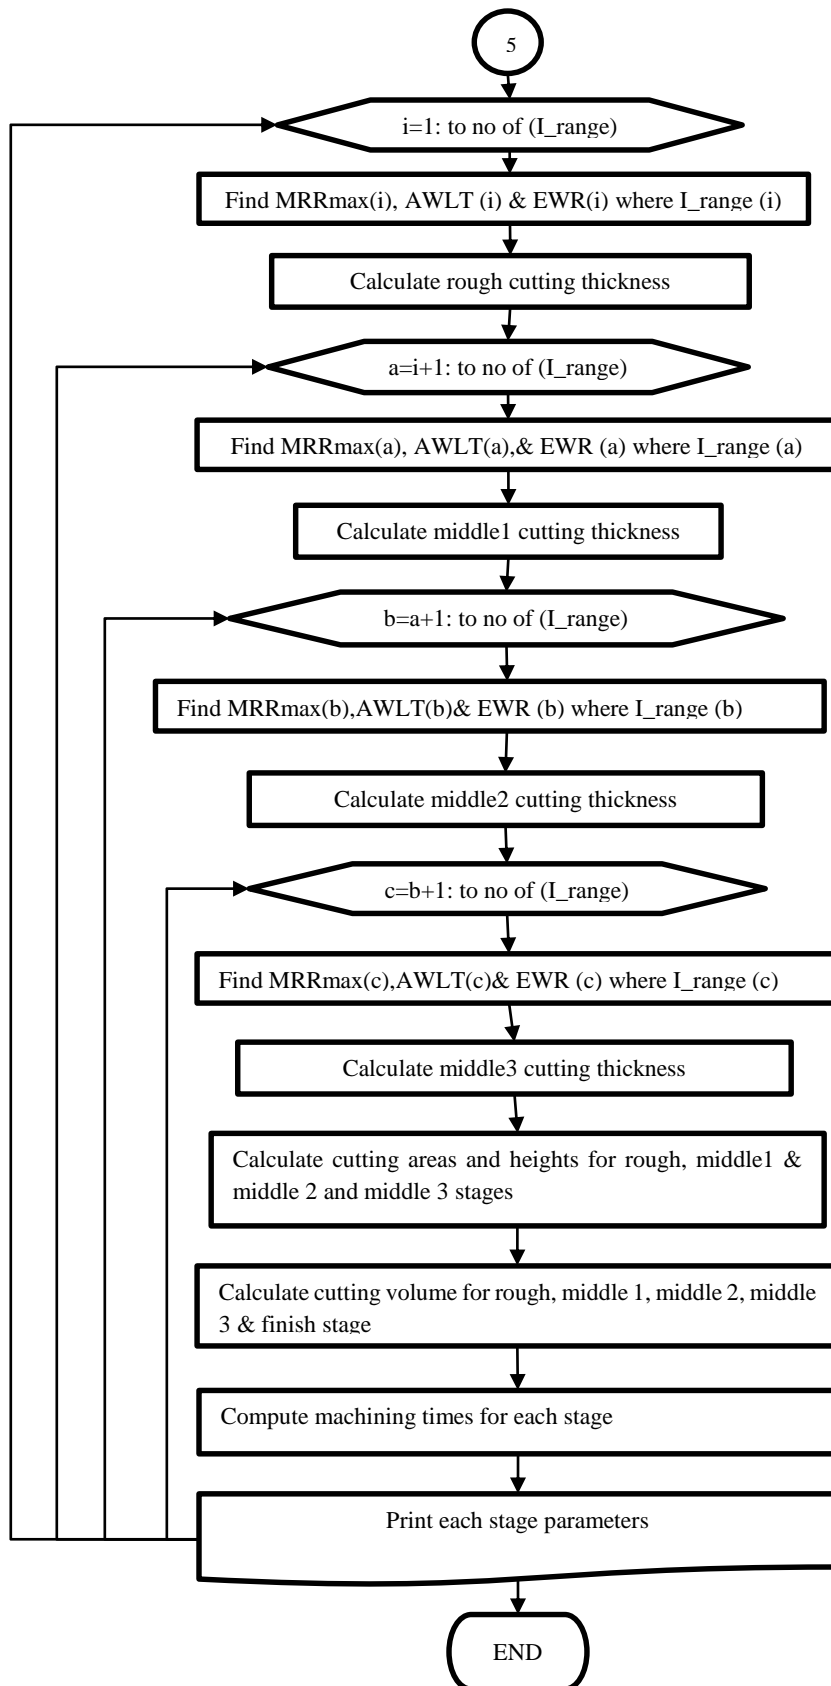 5
i=1: to no of (I_range)
Find MRRmax(i), AWLT (i) & EWR(i) where I_range (i)
Calculate rough cutting thickness
a=i+1: to no of (I_range)
Find MRRmax(a), AWLT(a),& EWR (a) where I_range (a)
Calculate middle1 cutting thickness
b=a+1: to no of (I_range)
Find MRRmax(b),AWLT(b)& EWR (b) where I_range (b)
Calculate middle2 cutting thickness
c=b+1: to no of (I_range)
Find MRRmax(c),AWLT(c)& EWR (c) where I_range (c)
Calculate middle3 cutting thickness
Calculate cutting areas and heights for rough, middle1 &
middle 2 and middle 3 stages
Calculate cutting volume for rough, middle 1, middle 2, middle
3 & finish stage
Compute machining times for each stage
Print each stage parameters
END